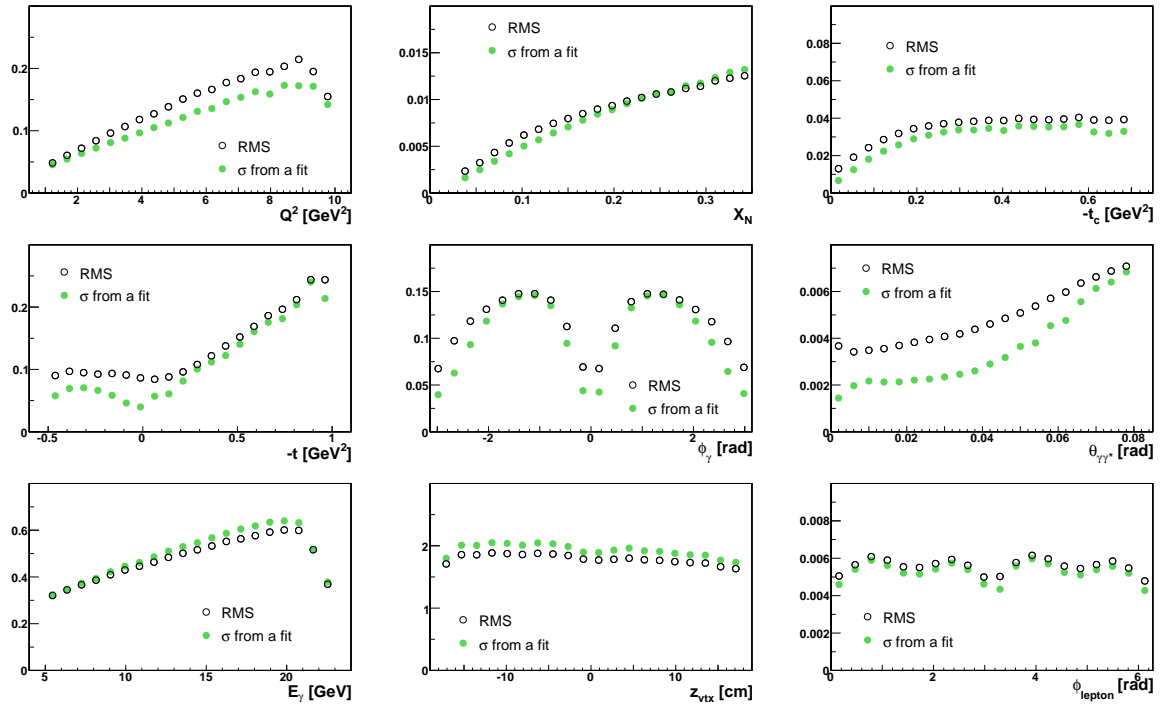 0.2
0.1
0
RMS
σ from a fit
2 4 6 8 10
Q² [GeV²]
0.015
0.01
0.005
0
RMS
σ from a fit
0 0.1 0.2 0.3
X_N
0.08
0.06
0.04
0.02
0
RMS
σ from a fit
0 0.2 0.4 0.6
-t_c [GeV²]
0.2
0.1
0
RMS
σ from a fit
-0.5 0 0.5 1
-t [GeV²]
0.15
0.1
0.05
0
RMS
σ from a fit
-2 0 2
ϕ_γ [rad]
0.006
0.004
0.002
0
RMS
σ from a fit
0 0.02 0.04 0.06 0.08
θ_γγ* [rad]
0.6
0.4
0.2
0
RMS
σ from a fit
5 10 15 20
E_γ [GeV]
2
1
0
RMS
σ from a fit
-10 0 10
z_vtx [cm]
0.008
0.006
0.004
0.002
0
RMS
σ from a fit
0 2 4 6
ϕ_lepton [rad]